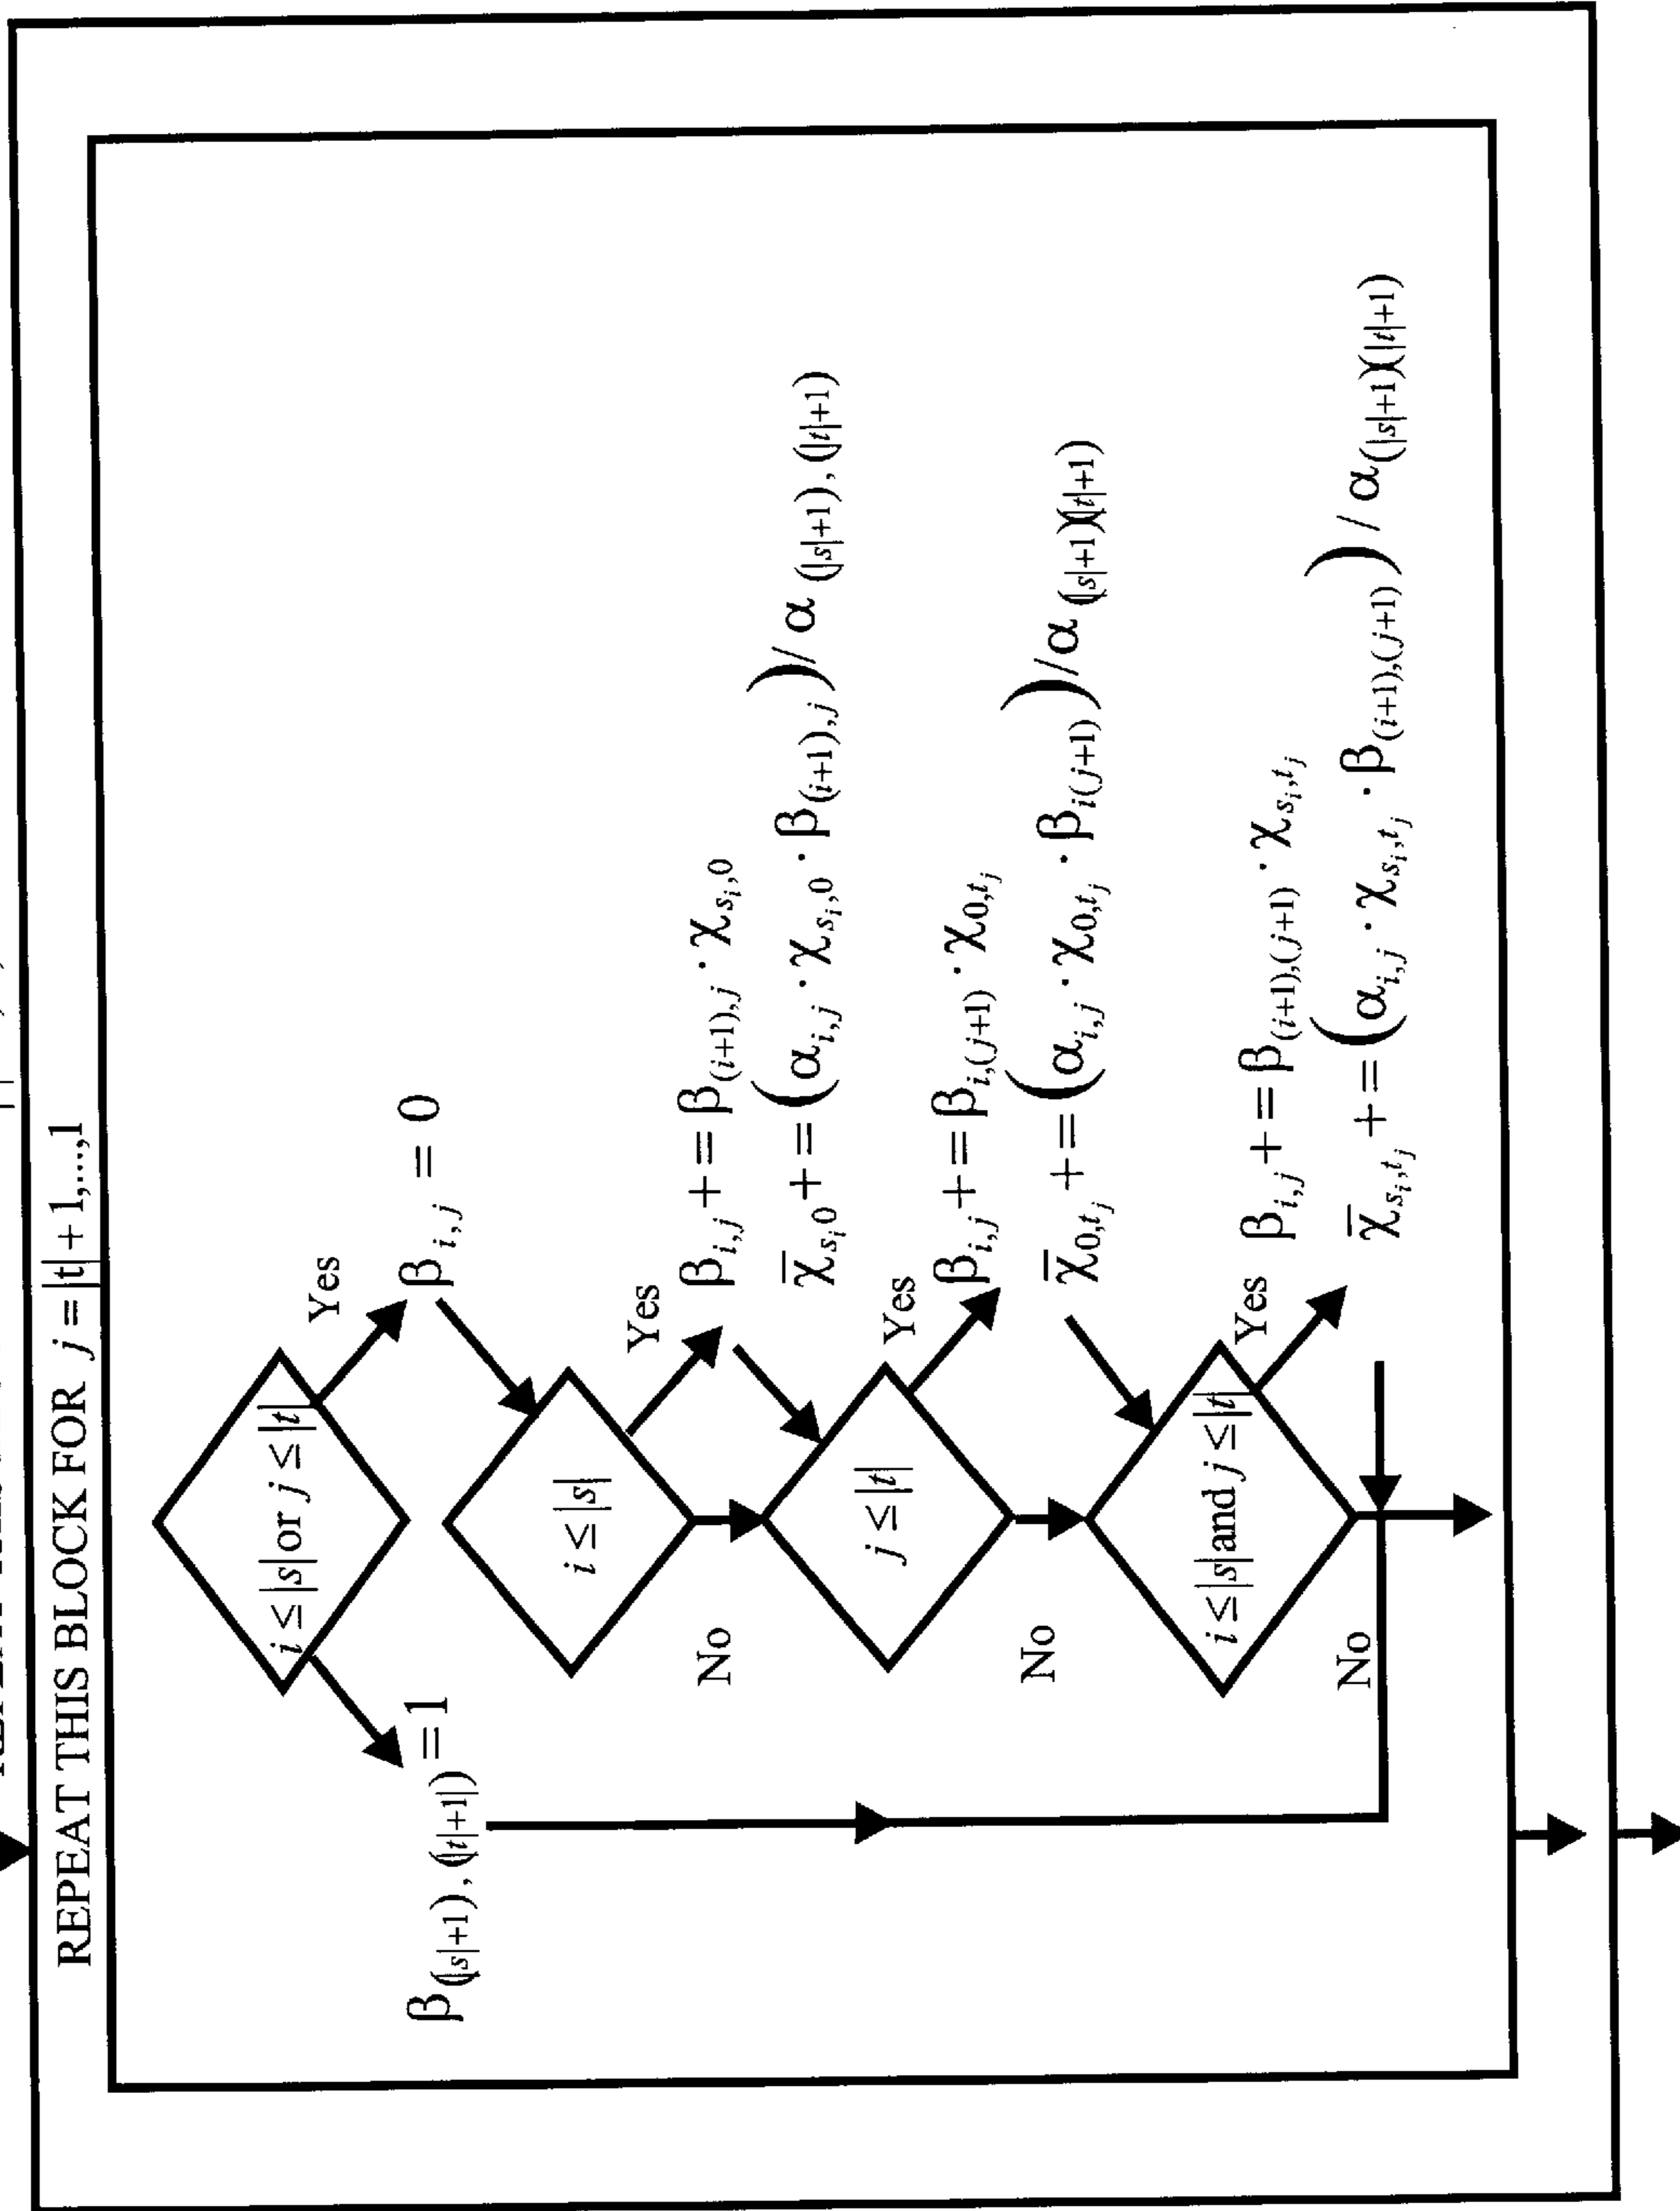 REPEAT THIS BLOCK FOR j = |t| + 1,...,1
i ≤ |s| or j ≤ |t|
Yes
β_{(|s|+1),(|t|+1|)} = 1
β_{i,j} = 0
i ≤ |s|
Yes
β_{i,j} += β_{(i+1),j} · χ_{s_i,0}
No
χ̄_{s_i 0} += (α_{i,j} · χ_{s_i,0} · β_{(i+1),j}) / α_{(|s|+1),(|t|+1)}
j ≤ |t|
Yes
β_{i,j} += β_{i,(j+1)} · χ_{0,t_j}
No
χ̄_{0,t_j} += (α_{i,j} · χ_{0,t_j} · β_{i(j+1)}) / α_{(|s|+1)(|t|+1)}
i ≤ |s| and j ≤ |t|
Yes
β_{i,j} += β_{(i+1),(j+1)} · χ_{s_i,t_j}
No
χ̄_{s_i,t_j} += (α_{i,j} · χ_{s_i,t_j} · β_{(i+1),(j+1)}) / α_{(|s|+1)(|t|+1)}